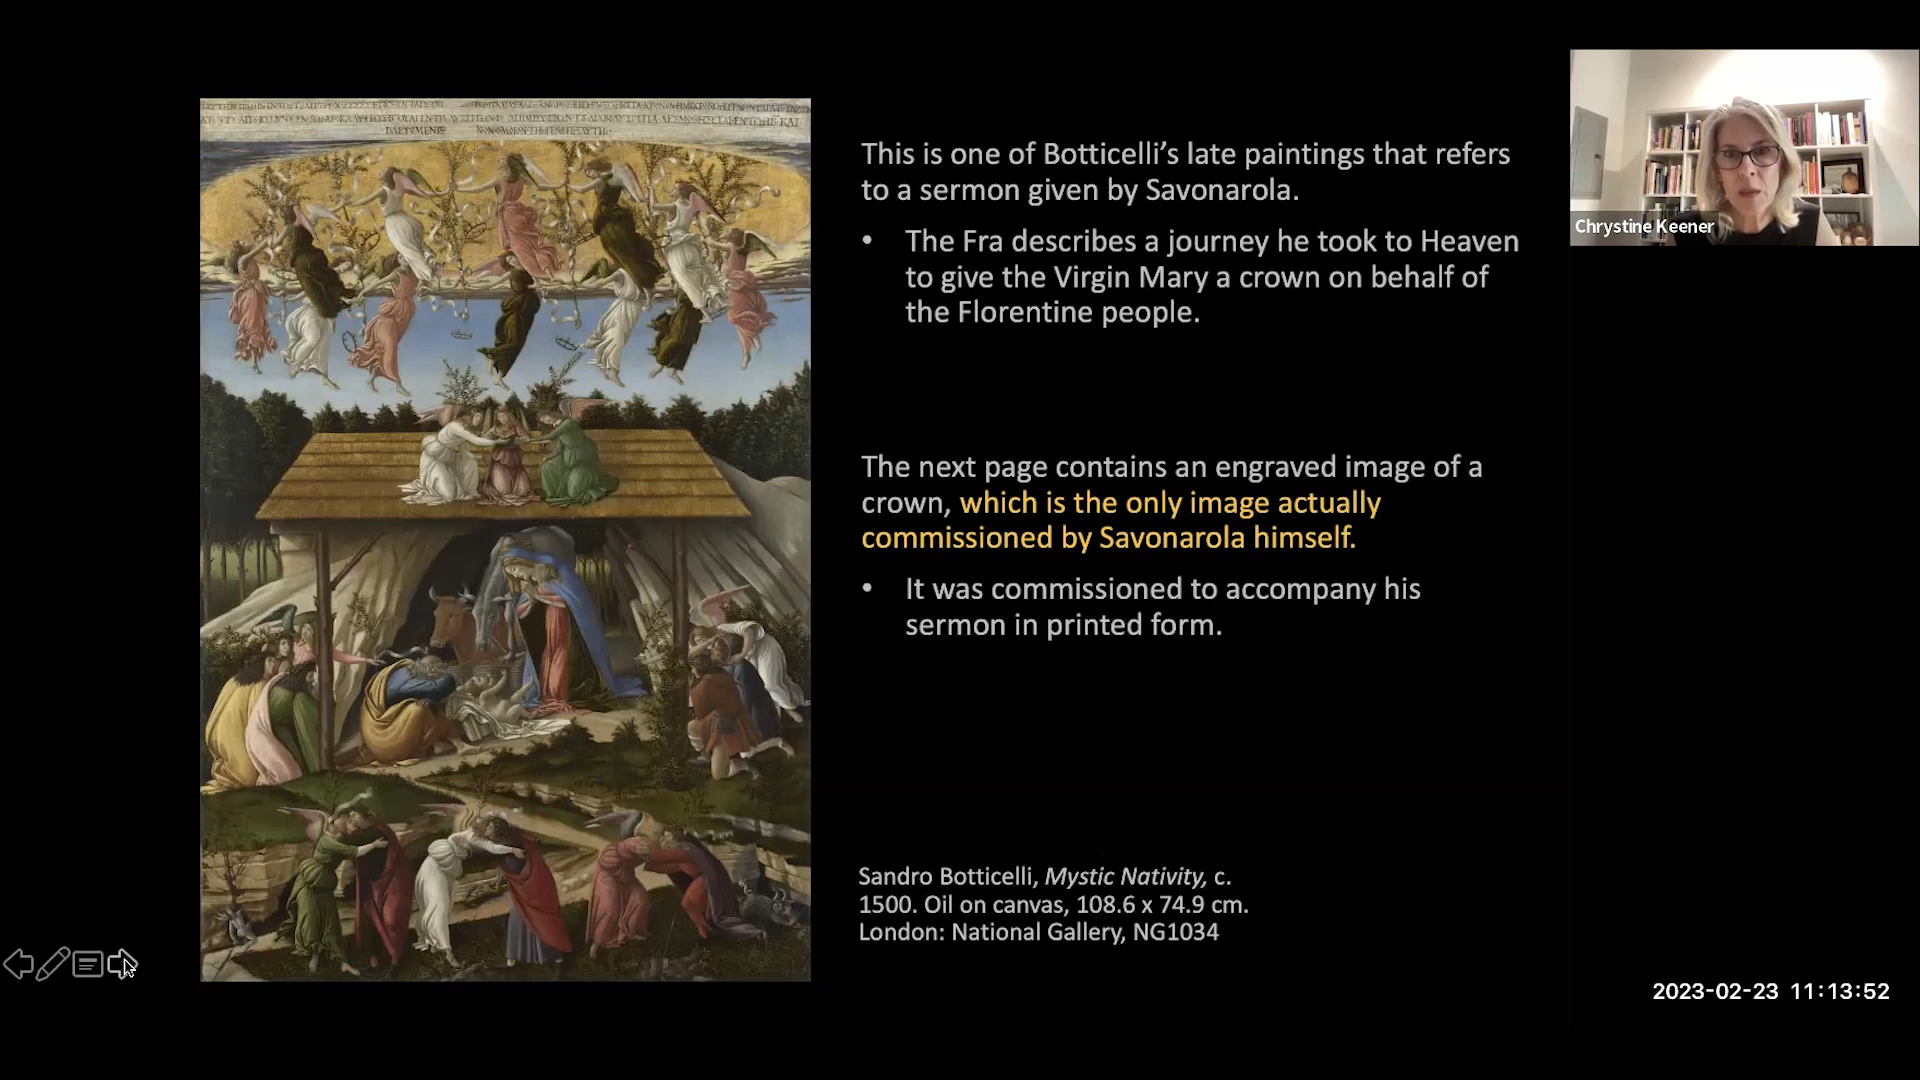 This is one of Botticelli’s late paintings that refers
to a sermon given by Savonarola.
• The Fra describes a journey he took to Heaven
to give the Virgin Mary a crown on behalf of
the Florentine people.
The next page contains an engraved image of a
crown, which is the only image actually
commissioned by Savonarola himself.
• It was commissioned to accompany his
sermon in printed form.
Sandro Botticelli, Mystic Nativity, c.
1500. Oil on canvas, 108.6 x 74.9 cm.
London: National Gallery, NG1034
Chrystine Keener
2023-02-23 11:13:52